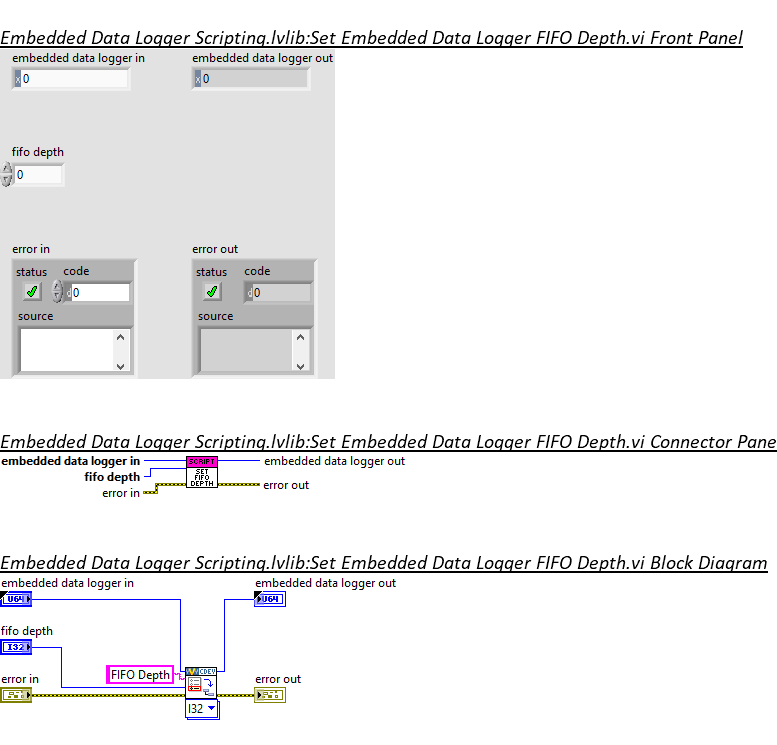 Embedded Data Logger Scripting.lvlib:Set Embedded Data Logger FIFO Depth.vi Front Panel
embedded data logger in embedded data logger out
x 0 x 0
fifo depth
0
error in error out
status code status code
d 0 d 0
source source
Embedded Data Logger Scripting.lvlib:Set Embedded Data Logger FIFO Depth.vi Connector Pane
embedded data logger in SCRIPT embedded data logger out
fifo depth SET FIFO DEPTH
error in error out
Embedded Data Logger Scripting.lvlib:Set Embedded Data Logger FIFO Depth.vi Block Diagram
embedded data logger in embedded data logger out
U64 U64
fifo depth
I32
FIFO Depth CDEV
error in error out
I32